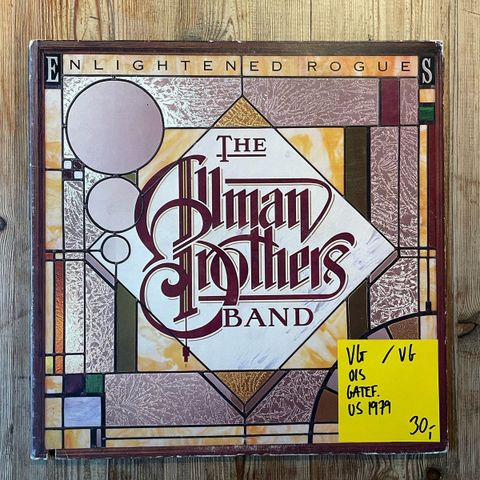 ENLIGHTENED ROGUES
THE
Allman
Brothers
BAND
VG / VG
OIS
GATEF.
US 1979
30,-